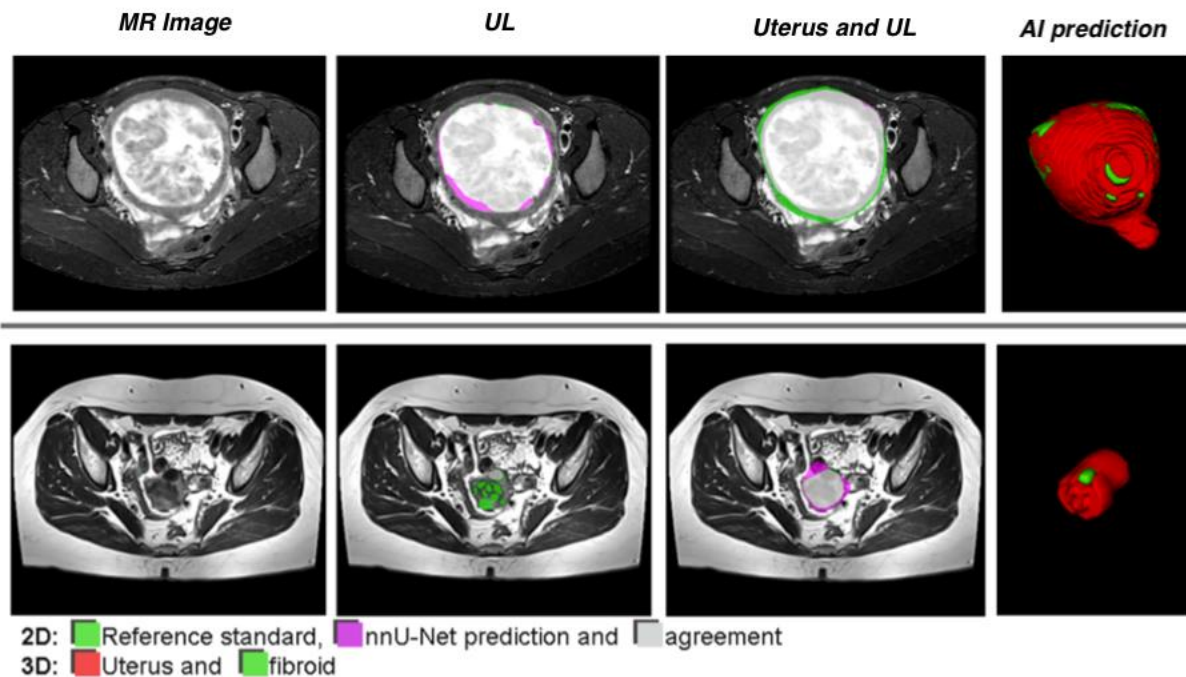 MR Image UL Uterus and UL AI prediction
2D: Reference standard, nnU-Net prediction and agreement
3D: Uterus and fibroid